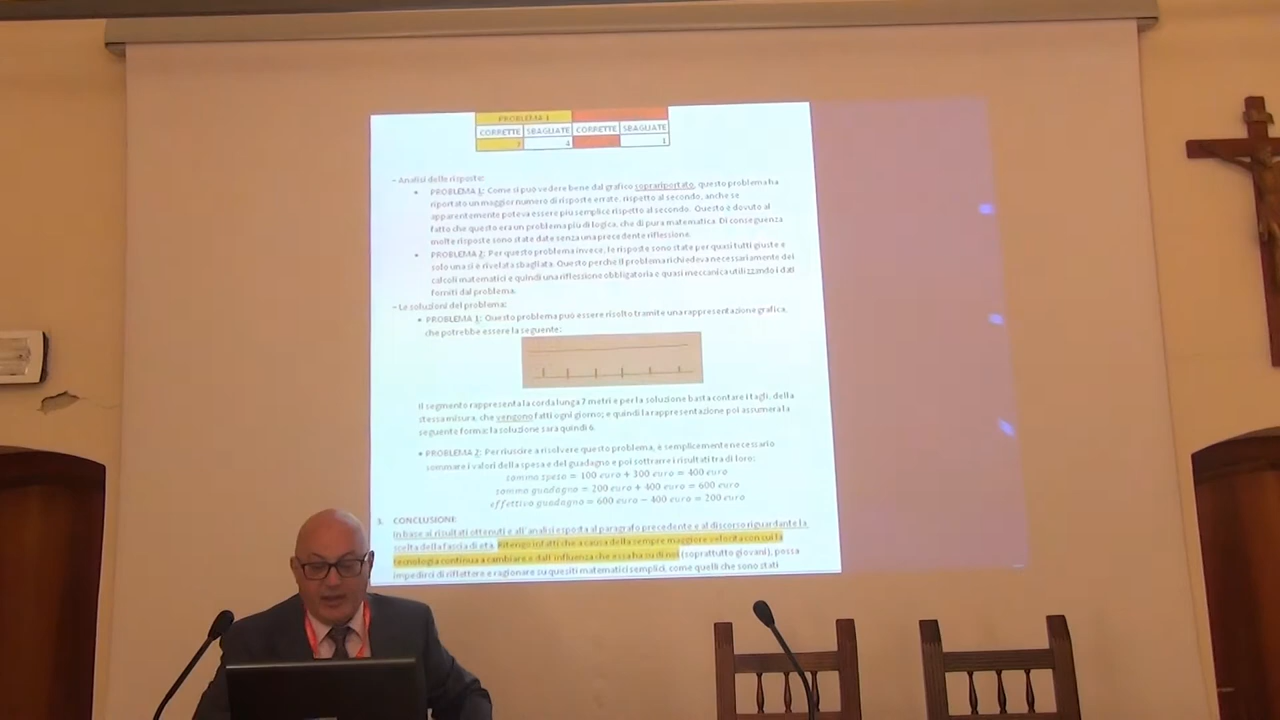 PROBLEMA 1
CORRETTE SBAGLIATE CORRETTE SBAGLIATE
3 4 1
– Analisi delle risposte:
• PROBLEMA 1: Come si può vedere bene dal grafico soprariportato, questo problema ha
riportato un maggior numero di risposte errate, rispetto al secondo, anche se
apparentemente poteva essere più semplice rispetto al secondo. Questo è dovuto al
fatto che questo era un problema più di logica, che di pura matematica. Di conseguenza
molte risposte sono state date senza una precedente riflessione.
• PROBLEMA 2: Per questo problema invece, le risposte sono state per quasi tutti giuste e
solo una si è rivelata sbagliata. Questo perché il problema richiedeva necessariamente dei
calcoli matematici e quindi una riflessione obbligatoria e quasi meccanica utilizzando i dati
forniti dal problema.
– Le soluzioni del problema:
• PROBLEMA 1: Questo problema può essere risolto tramite una rappresentazione grafica,
che potrebbe essere la seguente:
Il segmento rappresenta la corda lunga 7 metri e per la soluzione basta contare i tagli, della
stessa misura, che vengono fatti ogni giorno; e quindi la rappresentazione poi assumerà la
seguente forma: la soluzione sarà quindi 6.
• PROBLEMA 2: Per riuscire a risolvere questo problema, è semplicemente necessario
sommare i valori della spesa e del guadagno e poi sottrarre i risultati tra di loro:
somma spesa = 100 euro + 300 euro = 400 euro
somma guadagno = 200 euro + 400 euro = 600 euro
effettivo guadagno = 600 euro − 400 euro = 200 euro
3. CONCLUSIONE
In base ai risultati ottenuti e all'analisi esposta al paragrafo precedente e al discorso riguardante la
scelta della fascia di età. Ritengo infatti che a causa della sempre maggiore velocità con cui la
tecnologia continua a cambiare e dall'influenza che essa ha su di noi (soprattutto giovani), possa
impedirci di riflettere e ragionare su quesiti matematici semplici, come quelli che sono stati